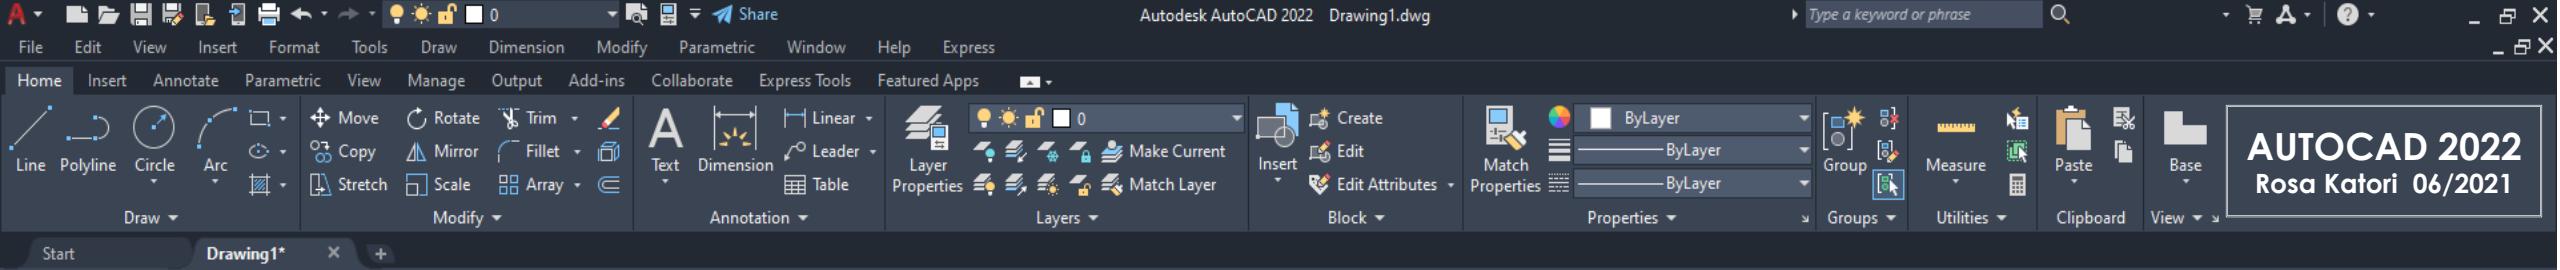 0
Share
Autodesk AutoCAD 2022 Drawing1.dwg
Type a keyword or phrase
File Edit View Insert Format Tools Draw Dimension Modify Parametric Window Help Express
Home Insert Annotate Parametric View Manage Output Add-ins Collaborate Express Tools Featured Apps
Line Polyline Circle Arc
Draw
Move Rotate Trim
Copy Mirror Fillet
Stretch Scale Array
Modify
Text Dimension
Linear
Leader
Table
Annotation
Layer
Properties
0
Make Current
Match Layer
Layers
Insert
Create
Edit
Edit Attributes
Block
Match
Properties
ByLayer
ByLayer
ByLayer
Properties
Group
Groups
Measure
Utilities
Paste
Clipboard
Base
View
AUTOCAD 2022
Rosa Katori 06/2021
Start Drawing1*